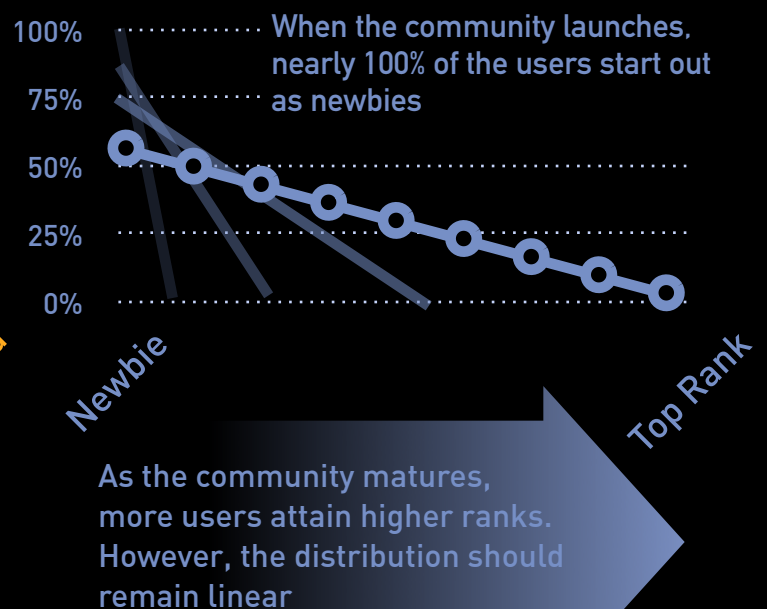 100%
When the community launches,
nearly 100% of the users start out
75%
as newbies
50%
25%
0%
Newbie
Top Rank
As the community matures,
more users attain higher ranks.
However, the distribution should
remain linear